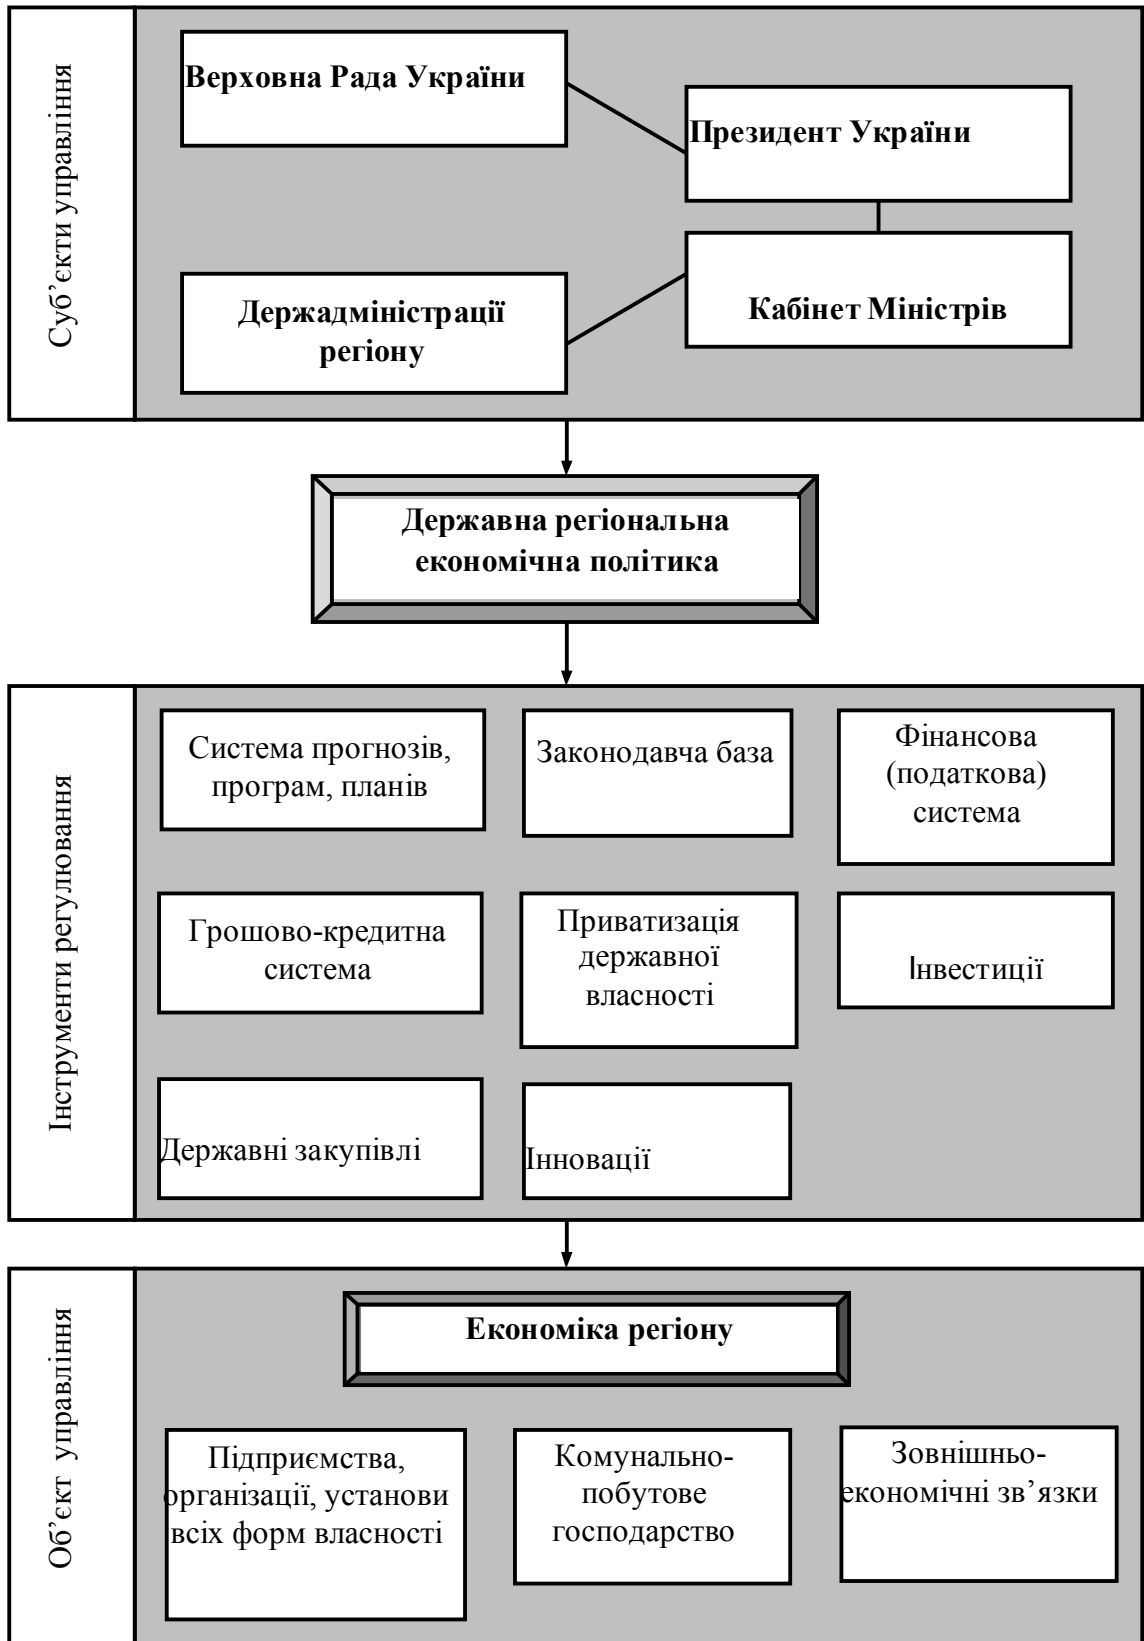 Суб’єкти управління
Верховна Рада України
Президент України
Держадміністрації
регіону
Кабінет Міністрів
Державна регіональна
економічна політика
Інструменти регулювання
Система прогнозів,
програм, планів
Законодавча база
Фінансова
(податкова)
система
Грошово-кредитна
система
Приватизація
державної
власності
Інвестиції
Державні закупівлі
Інновації
Об’єкт управління
Економіка регіону
Підприємства,
організації, установи
всіх форм власності
Комунально-
побутове
господарство
Зовнішньо-
економічні зв’язки